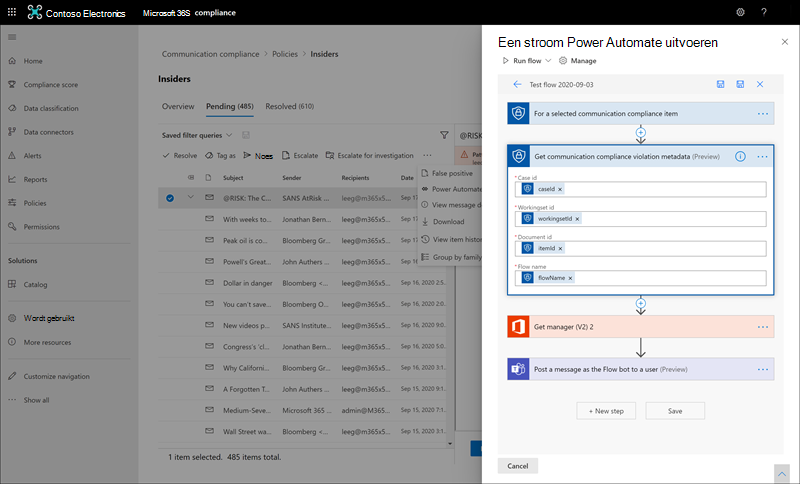 Contoso Electronics Microsoft 36S compliance
?
Een stroom Power Automate uitvoeren
Run flow Manage
Test flow 2020-09-03
For a selected communication compliance item
Get communication compliance violation metadata (Preview)
* Case id
caseId ×
* Workingset id
workingsetId ×
* Document id
itemId ×
* Flow name
flowName ×
Get manager (V2) 2
Post a message as the Flow bot to a user (Preview)
+ New step Save
Cancel
Home
Compliance score
Data classification
Data connectors
Alerts
Reports
Policies
Permissions
Solutions
Catalog
Wordt gebruikt
More resources
Customize navigation
Show all
Communication compliance > Policies > Insiders
Insiders
Overview Pending (485) Resolved (610)
Saved filter queries
Resolve Tag as Noes Escalate Escalate for investigation
Subject Sender Recipients Date
@RISK: The C... SANS AtRisk ... leeg@m365x5... Sep 17
With weeks to... Jonathan Bern... leeg@m365x5... Sep 17
Peak oil is co... Bloomberg Gr... leeg@m365x5... Sep 17
Powell's Great... John Authers ... leeg@m365x5... Sep 17
Dollar in danger Bloomberg <... leeg@m365x5... Sep 16, 2020 2:5...
You can't save... Bloomberg Gr... leeg@m365x5... Sep 16, 2020 2:0...
New videos p... SANS Institute... leeg@m365x5... Sep 16, 2020
Congress's 'cl... Jonathan Bern... leeg@m365x5... Sep 16, 2020
Why Californi... Bloomberg Gr... leeg@m365x5... Sep 16, 2020 3:1...
A Forgotten T... John Authers ... leeg@m365x5... Sep 15, 2020
Medium-Seve... Microsoft 365 ... admin@M365... Sep 15, 2020
Wall Street wa... Bloomberg <... leeg@m365x5... Sep 15, 2020 3:0...
1 item selected. 485 items total.
@RISK:
Pat
False positive
Power Automate
View message d
Download
View item histor
Group by family